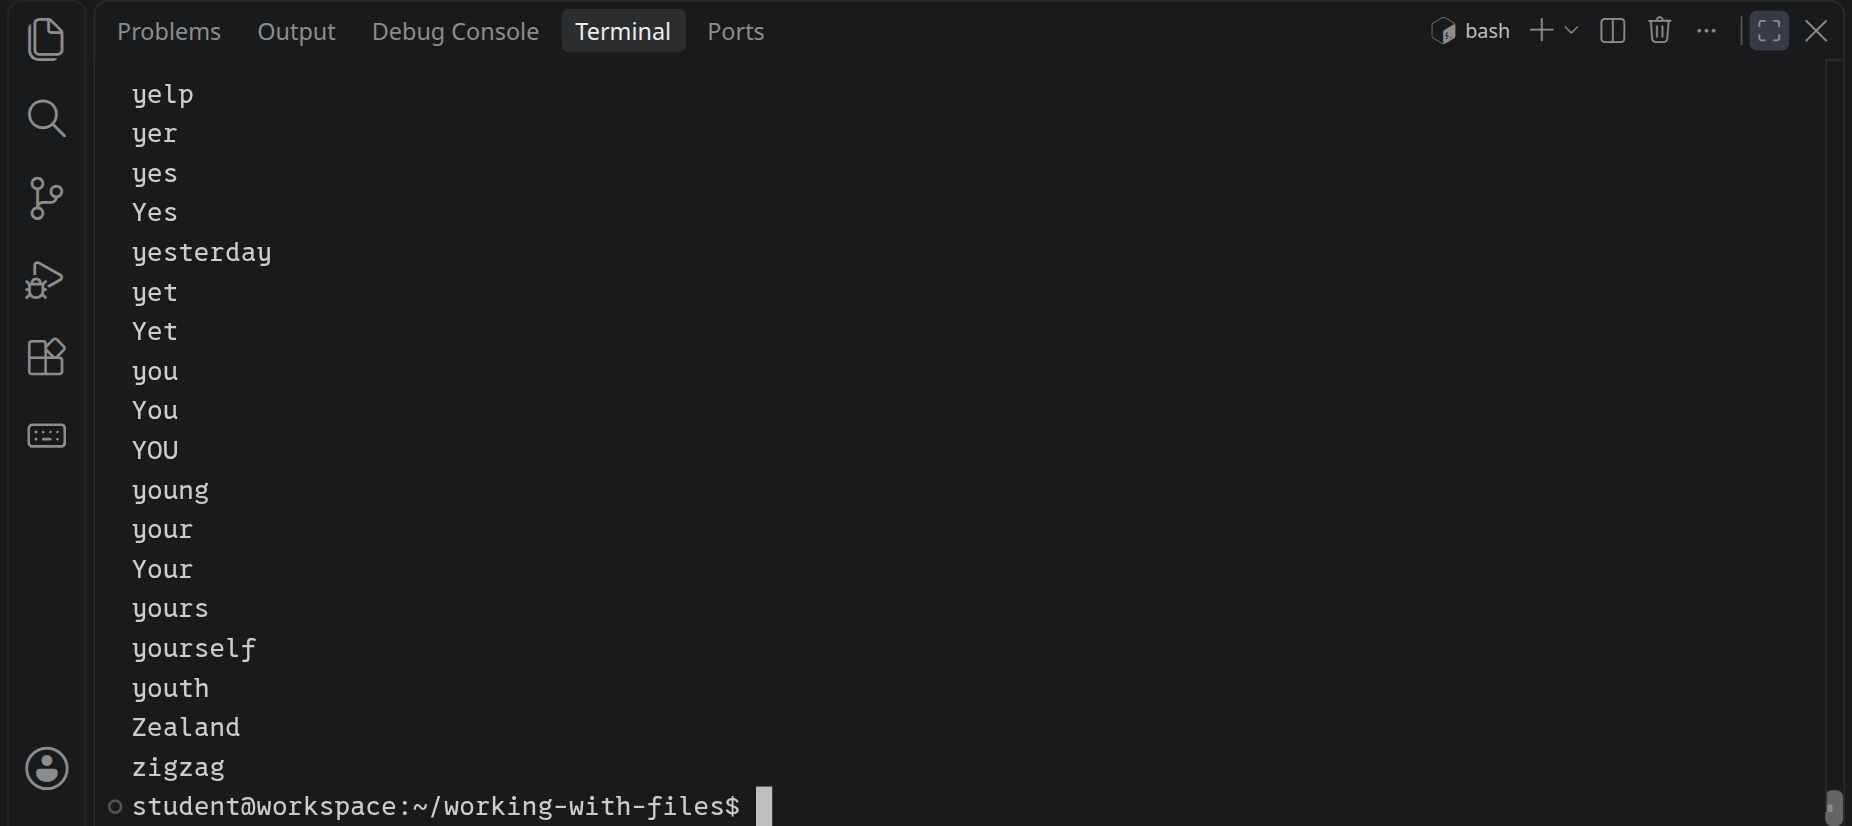 Problems Output Debug Console Terminal Ports bash
yelp
yer
yes
Yes
yesterday
yet
Yet
you
You
YOU
young
your
Your
yours
yourself
youth
Zealand
zigzag
student@workspace:~/working-with-files$